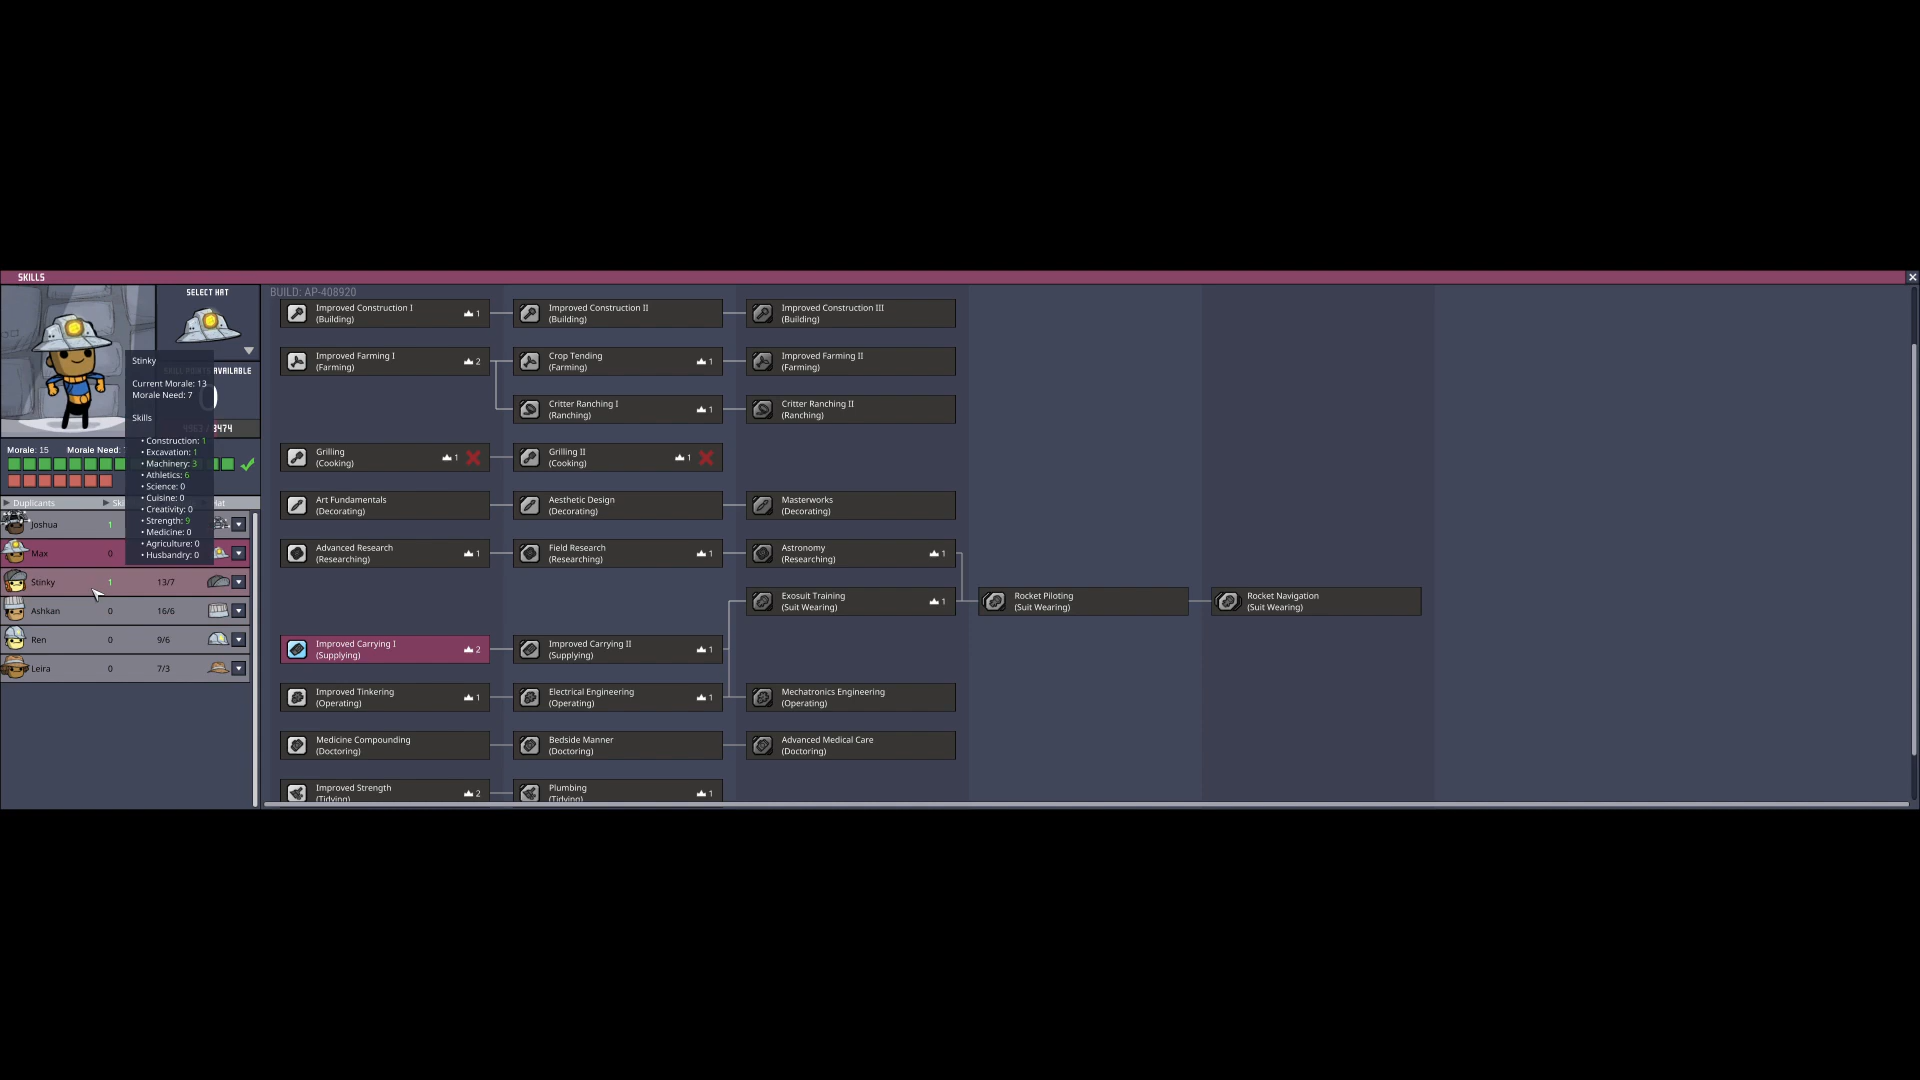 SKILLS
SELECT HAT
AVAILABLE
Morale: 15 Morale Need:
Duplicants
Joshua 1
Max 0
Stinky 1 13/7
Ashkan 0 16/6
Ren 0 9/6
Leira 0 7/3
Stinky
Current Morale: 13
Morale Need: 7
Skills
• Construction: 1
• Excavation: 1
• Machinery: 3
• Athletics: 6
• Science: 0
• Cuisine: 0
• Creativity: 0
• Strength: 9
• Medicine: 0
• Agriculture: 0
• Husbandry: 0
BUILD: AP-408920
Improved Construction I 1
(Building)
Improved Construction II
(Building)
Improved Construction III
(Building)
Improved Farming I 2
(Farming)
Crop Tending 1
(Farming)
Improved Farming II
(Farming)
Critter Ranching I 1
(Ranching)
Critter Ranching II
(Ranching)
Grilling 1
(Cooking)
Grilling II 1
(Cooking)
Art Fundamentals
(Decorating)
Aesthetic Design
(Decorating)
Masterworks
(Decorating)
Advanced Research 1
(Researching)
Field Research 1
(Researching)
Astronomy 1
(Researching)
Exosuit Training 1
(Suit Wearing)
Rocket Piloting
(Suit Wearing)
Rocket Navigation
(Suit Wearing)
Improved Carrying I 2
(Supplying)
Improved Carrying II 1
(Supplying)
Improved Tinkering 1
(Operating)
Electrical Engineering 1
(Operating)
Mechatronics Engineering
(Operating)
Medicine Compounding
(Doctoring)
Bedside Manner
(Doctoring)
Advanced Medical Care
(Doctoring)
Improved Strength 2
(Tidying)
Plumbing 1
(Tidying)